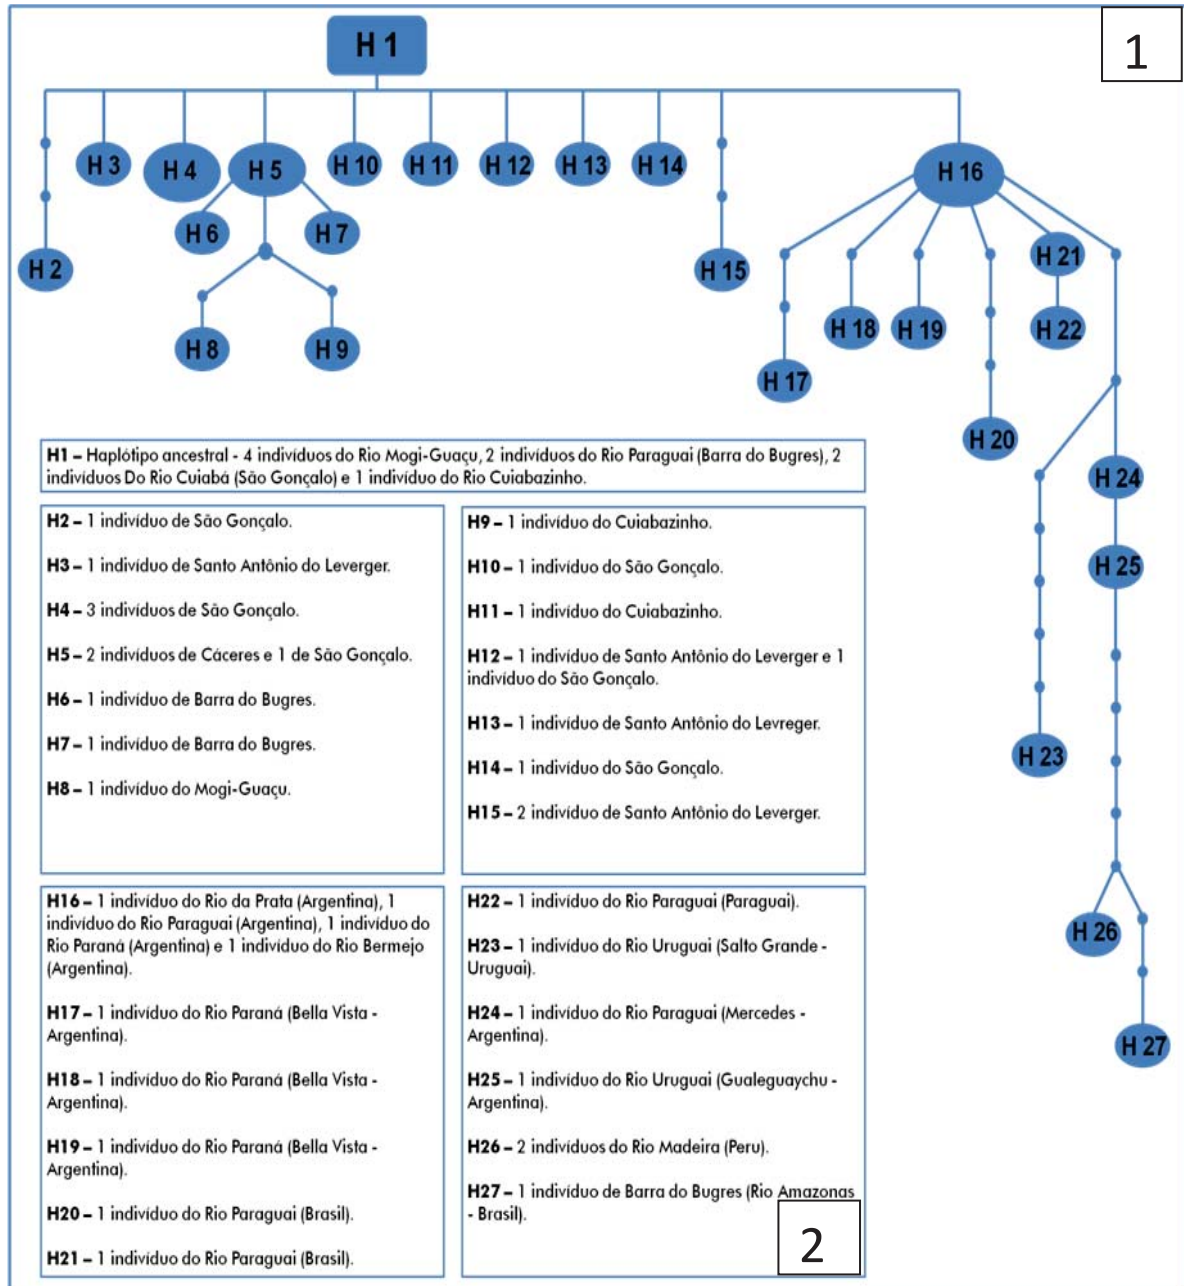 H 1
1
H 3
H 4
H 5
H 10
H 11
H 12
H 13
H 14
H 16
H 6
H 7
H 2
H 15
H 21
H 8
H 9
H 18
H 19
H 22
H 17
H 20
H 24
H 25
H 23
H 26
H 27
H1 – Haplótipo ancestral - 4 indivíduos do Rio Mogi-Guaçu, 2 indivíduos do Rio Paraguai (Barra do Bugres), 2
indivíduos Do Rio Cuiabá (São Gonçalo) e 1 indivíduo do Rio Cuiabazinho.
H2 – 1 indivíduo de São Gonçalo.
H3 – 1 indivíduo de Santo Antônio do Leverger.
H4 – 3 indivíduos de São Gonçalo.
H5 – 2 indivíduos de Cáceres e 1 de São Gonçalo.
H6 – 1 indivíduo de Barra do Bugres.
H7 – 1 indivíduo de Barra do Bugres.
H8 – 1 indivíduo do Mogi-Guaçu.
H9 – 1 indivíduo do Cuiabazinho.
H10 – 1 indivíduo do São Gonçalo.
H11 – 1 indivíduo do Cuiabazinho.
H12 – 1 indivíduo de Santo Antônio do Leverger e 1
indivíduo do São Gonçalo.
H13 – 1 indivíduo de Santo Antônio do Levreger.
H14 – 1 indivíduo do São Gonçalo.
H15 – 2 indivíduo de Santo Antônio do Leverger.
H16 – 1 indivíduo do Rio da Prata (Argentina), 1
indivíduo do Rio Paraguai (Argentina), 1 indivíduo do
Rio Paraná (Argentina) e 1 indivíduo do Rio Bermejo
(Argentina).
H17 – 1 indivíduo do Rio Paraná (Bella Vista -
Argentina).
H18 – 1 indivíduo do Rio Paraná (Bella Vista -
Argentina).
H19 – 1 indivíduo do Rio Paraná (Bella Vista -
Argentina).
H20 – 1 indivíduo do Rio Paraguai (Brasil).
H21 – 1 indivíduo do Rio Paraguai (Brasil).
H22 – 1 indivíduo do Rio Paraguai (Paraguai).
H23 – 1 indivíduo do Rio Uruguai (Salto Grande -
Uruguai).
H24 – 1 indivíduo do Rio Paraguai (Mercedes -
Argentina).
H25 – 1 indivíduo do Rio Uruguai (Gualeguaychu -
Argentina).
H26 – 2 indivíduos do Rio Madeira (Peru).
H27 – 1 indivíduo de Barra do Bugres (Rio Amazonas
- Brasil).
2